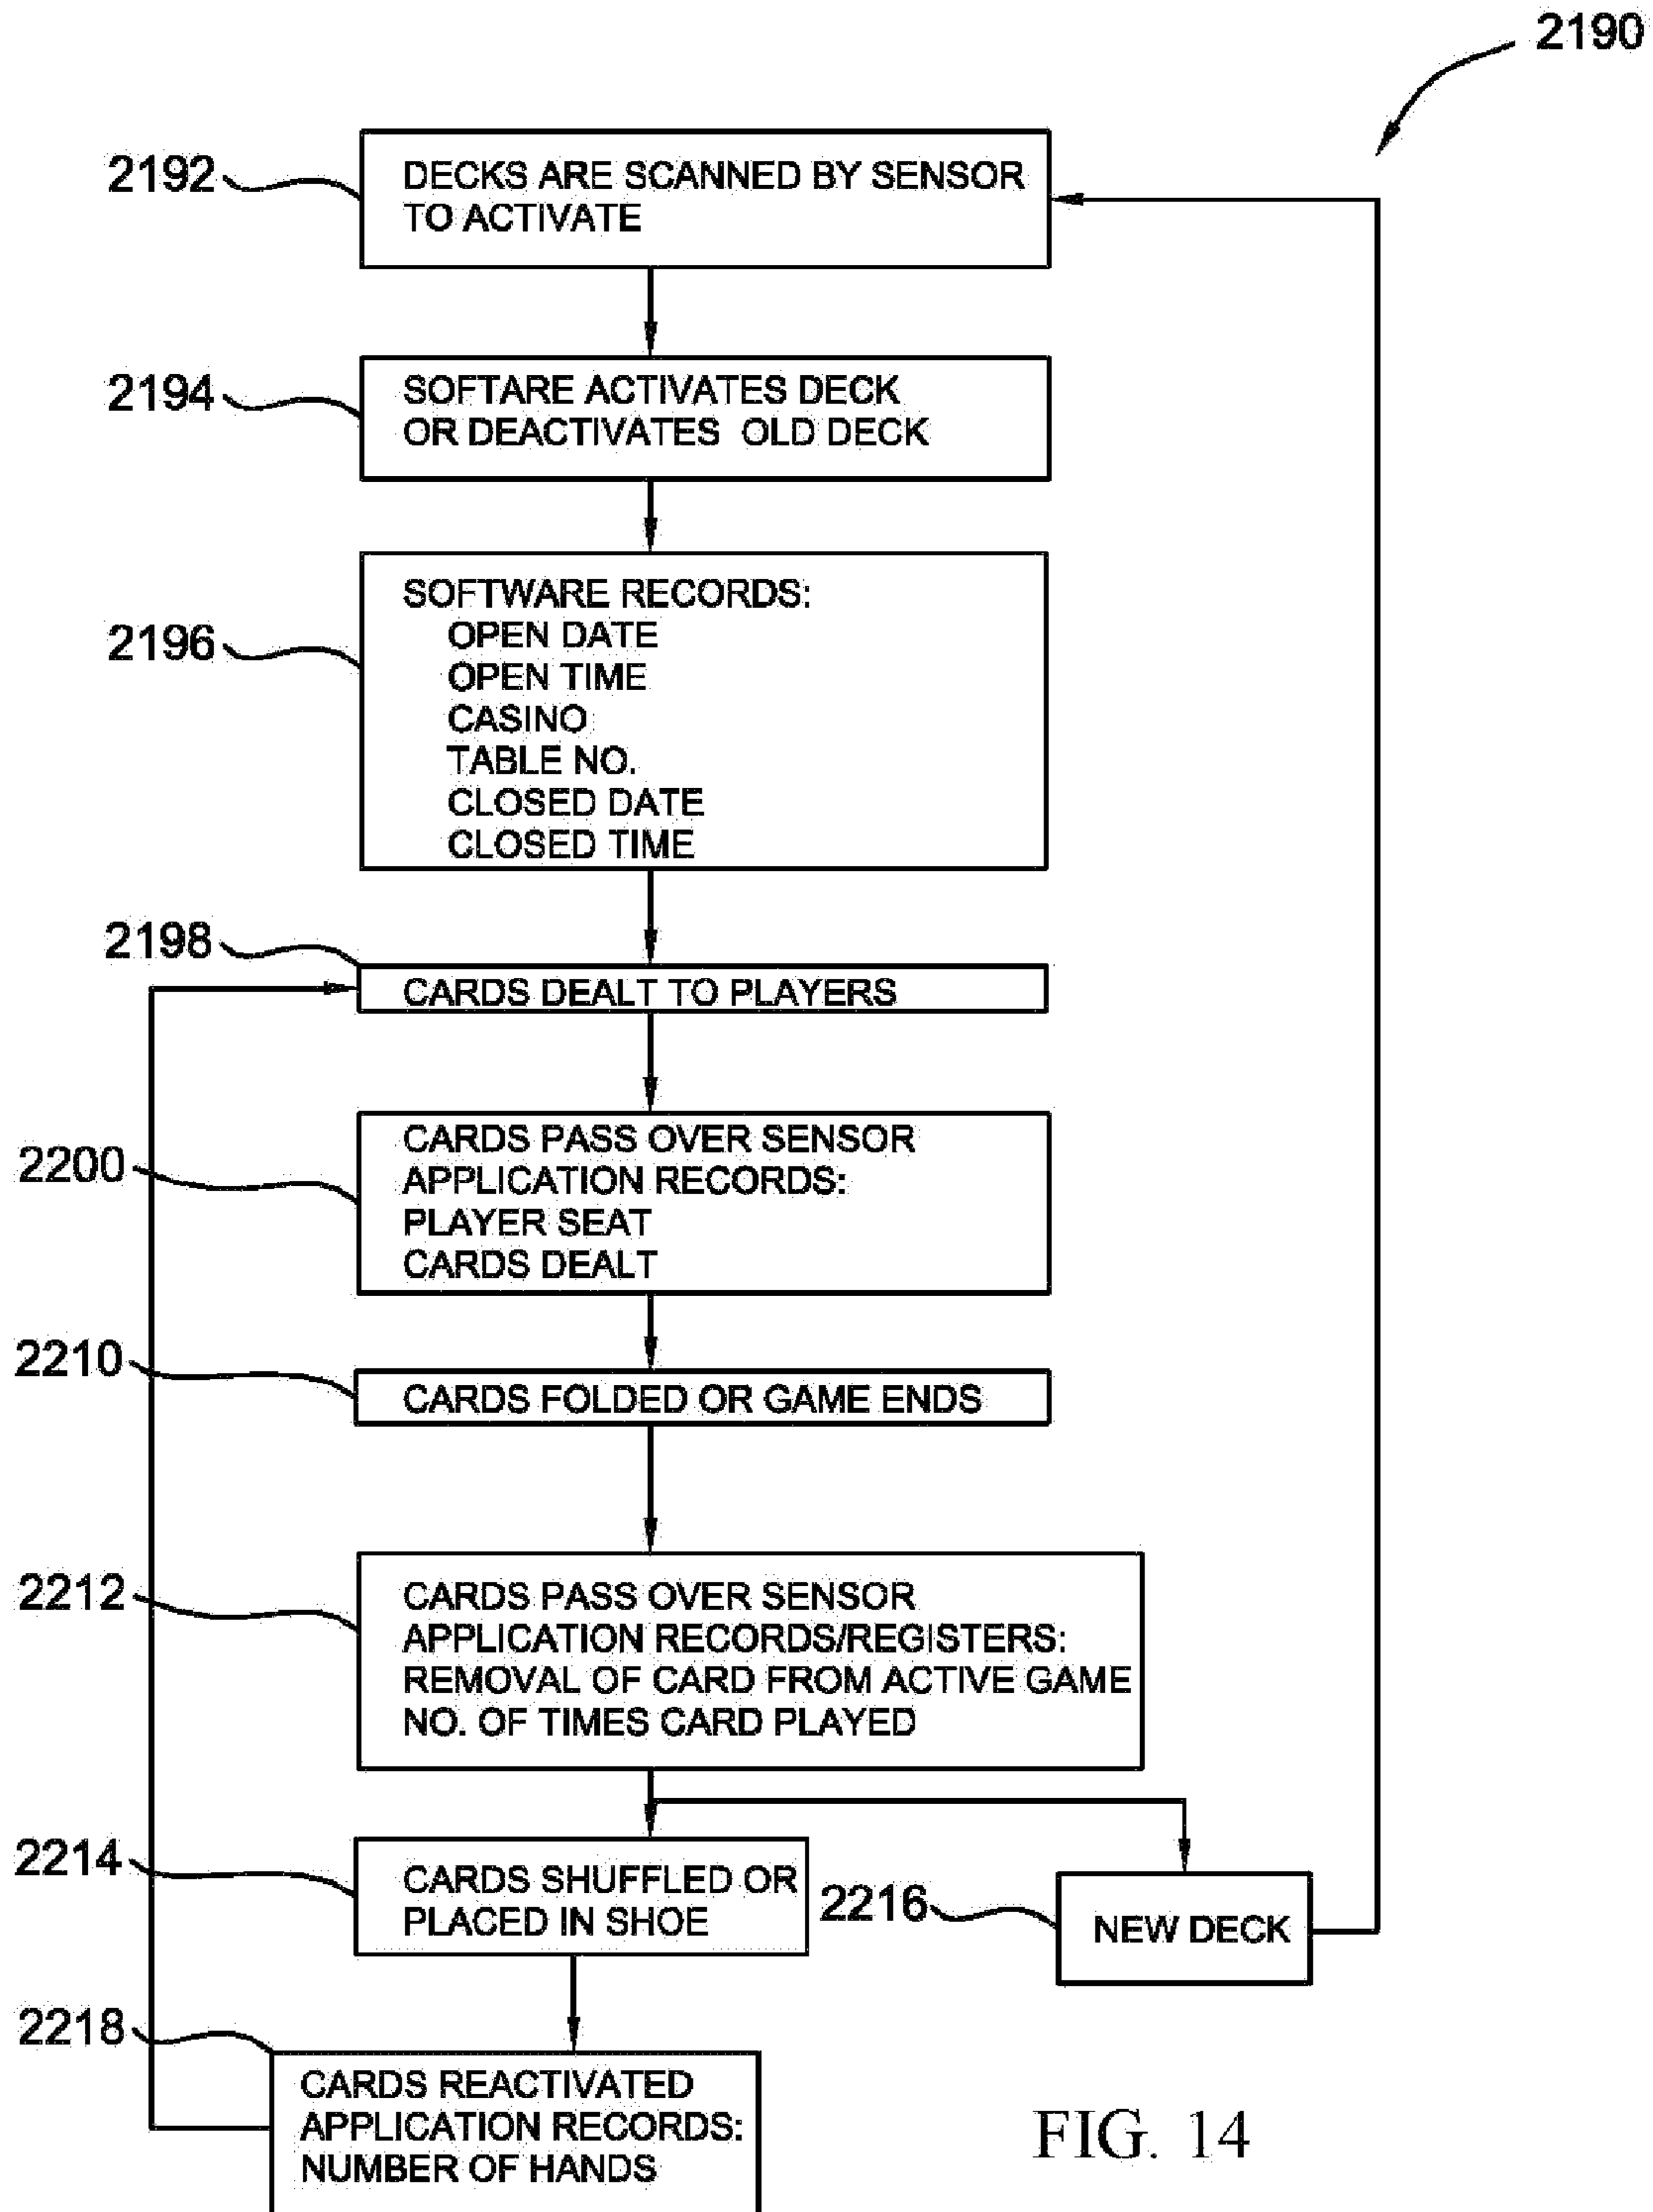 2190
2192
DECKS ARE SCANNED BY SENSOR
TO ACTIVATE
2194
SOFTARE ACTIVATES DECK
OR DEACTIVATES OLD DECK
2196
SOFTWARE RECORDS:
OPEN DATE
OPEN TIME
CASINO
TABLE NO.
CLOSED DATE
CLOSED TIME
2198
CARDS DEALT TO PLAYERS
2200
CARDS PASS OVER SENSOR
APPLICATION RECORDS:
PLAYER SEAT
CARDS DEALT
2210
CARDS FOLDED OR GAME ENDS
2212
CARDS PASS OVER SENSOR
APPLICATION RECORDS/REGISTERS:
REMOVAL OF CARD FROM ACTIVE GAME
NO. OF TIMES CARD PLAYED
2214
CARDS SHUFFLED OR
PLACED IN SHOE
2216
NEW DECK
2218
CARDS REACTIVATED
APPLICATION RECORDS:
NUMBER OF HANDS
FIG. 14